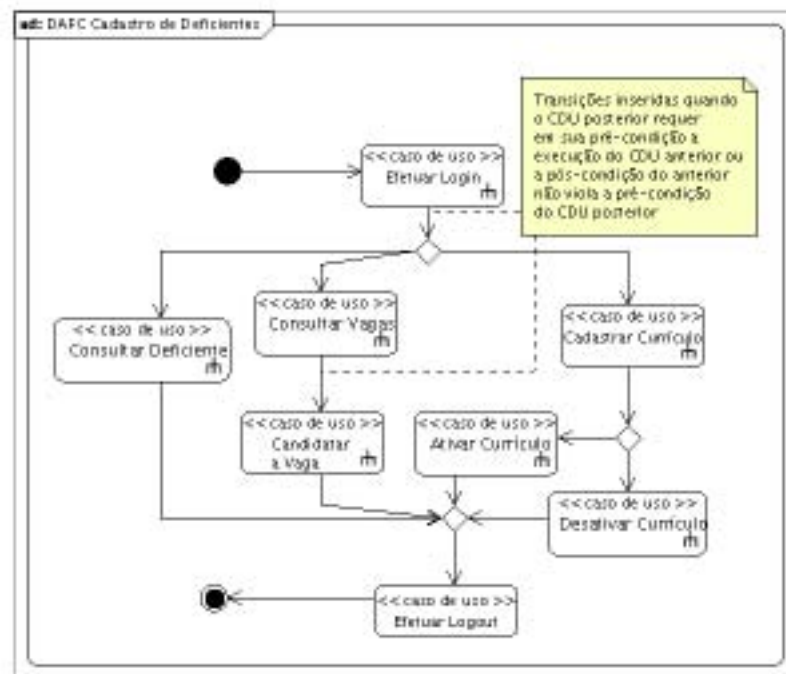 ad: DAFC Cadastro de Deficientes
Transições inseridas quando
o CDU posterior requer
em sua pré-condição a
execução do CDU anterior ou
a pós-condição do anterior
não viola a pré-condição
do CDU posterior
<< caso de uso >>
Efetuar Login
<< caso de uso >>
Consultar Deficiente
<< caso de uso >>
Consultar Vagas
<< caso de uso >>
Cadastrar Currículo
<< caso de uso >>
Candidatar
a Vaga
<< caso de uso >>
Ativar Currículo
<< caso de uso >>
Desativar Currículo
<< caso de uso >>
Efetuar Logout